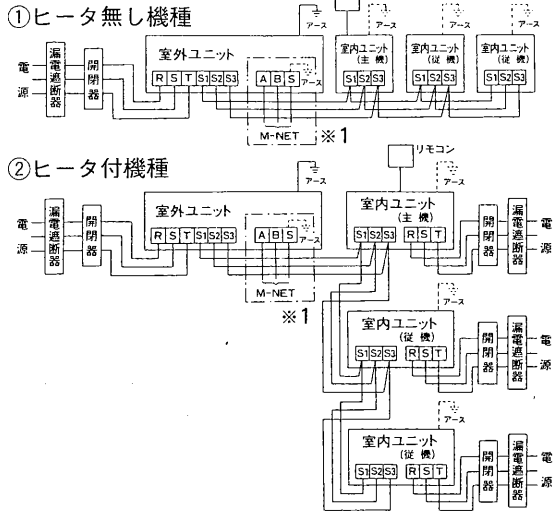 ①ヒータ無し機種
アース
アース
アース
アース
電源
漏電遮断器
開閉器
室外ユニット
R S T S1 S2 S3
A B S
アース
M-NET
※1
室内ユニット
(主機)
S1 S2 S3
室内ユニット
(従機)
S1 S2 S3
室内ユニット
(従機)
S1 S2 S3
②ヒータ付機種
リモコン
アース
アース
電源
漏電遮断器
開閉器
室外ユニット
R S T S1 S2 S3
A B S
アース
M-NET
※1
室内ユニット
(主機)
S1 S2 S3 R S T
開閉器
漏電遮断器
電源
アース
室内ユニット
(従機)
S1 S2 S3 R S T
開閉器
漏電遮断器
電源
アース
室内ユニット
(従機)
S1 S2 S3 R S T
開閉器
漏電遮断器
電源